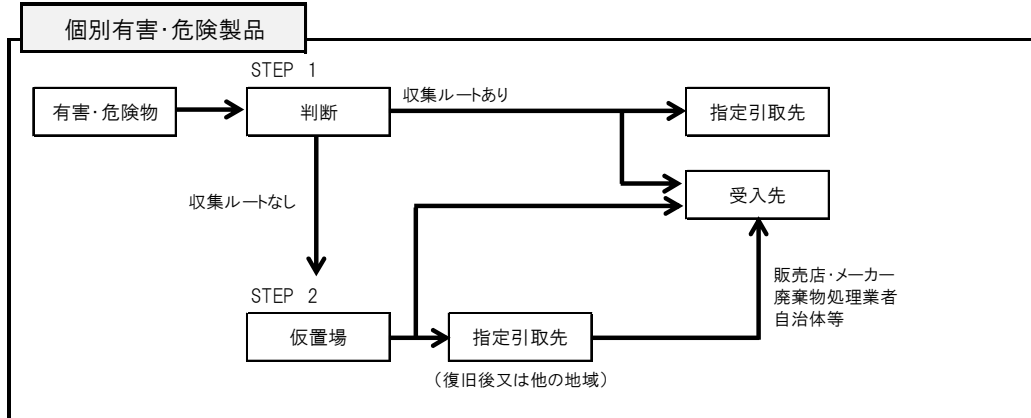 個別有害･危険製品
STEP 1
有害･危険物
判断
収集ルートあり
指定引取先
収集ルートなし
受入先
販売店･メーカー
廃棄物処理業者
自治体等
STEP 2
仮置場
指定引取先
（復旧後又は他の地域）